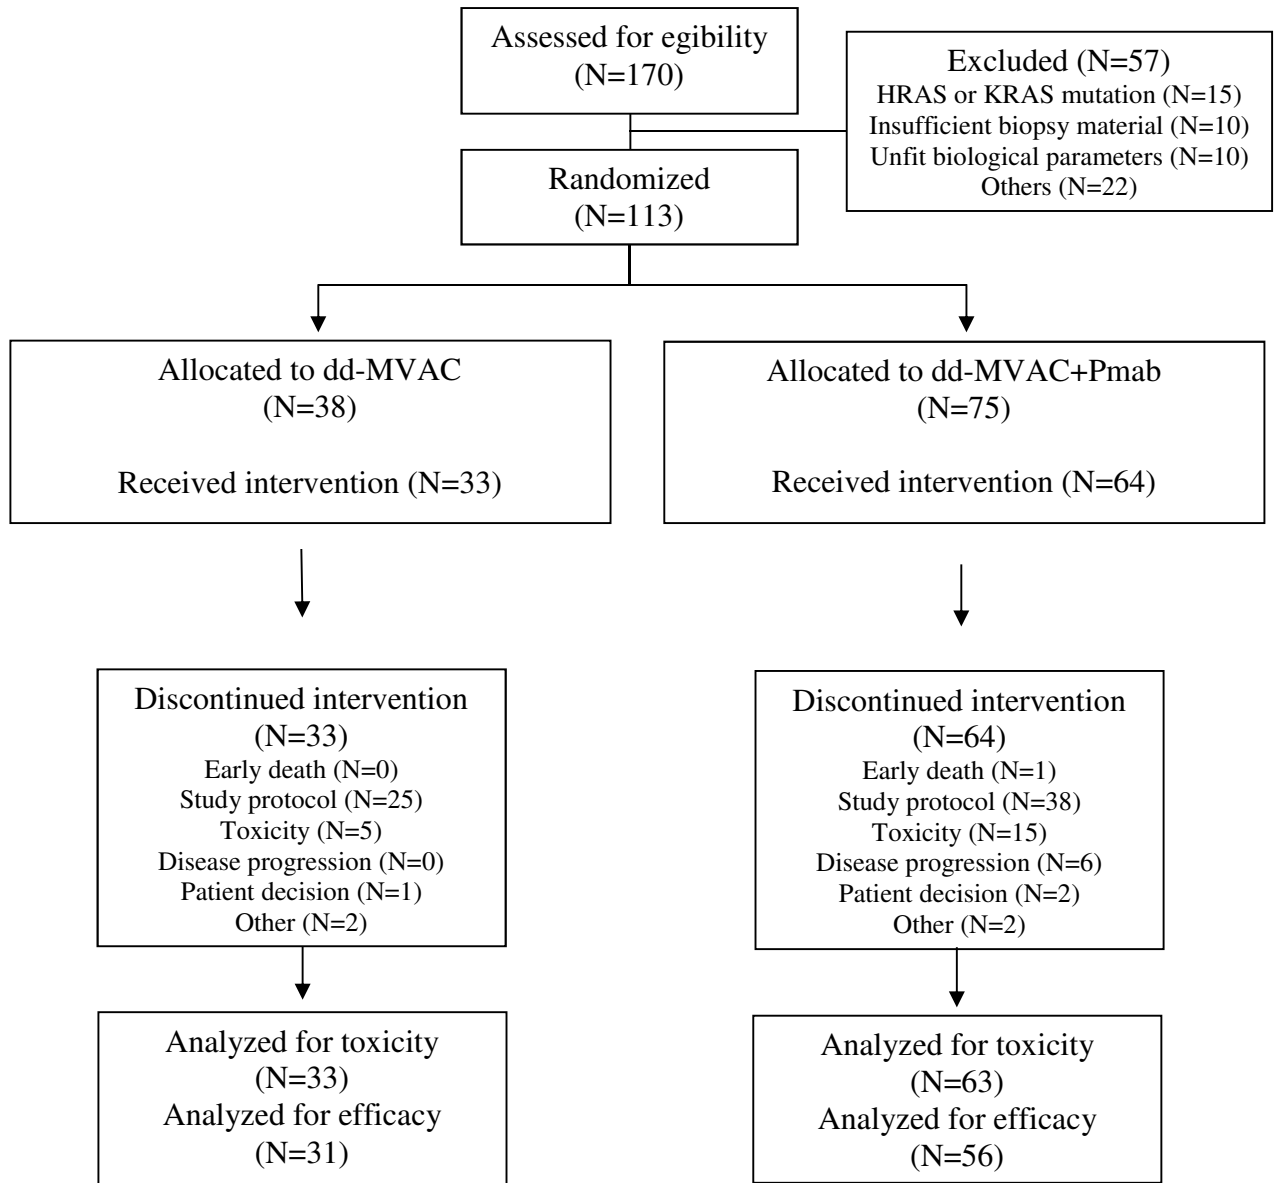 Assessed for egibility
(N=170)
Excluded (N=57)
HRAS or KRAS mutation (N=15)
Insufficient biopsy material (N=10)
Unfit biological parameters (N=10)
Others (N=22)
Randomized
(N=113)
Allocated to dd-MVAC
(N=38)
Received intervention (N=33)
Allocated to dd-MVAC+Pmab
(N=75)
Received intervention (N=64)
Discontinued intervention
(N=33)
Early death (N=0)
Study protocol (N=25)
Toxicity (N=5)
Disease progression (N=0)
Patient decision (N=1)
Other (N=2)
Discontinued intervention
(N=64)
Early death (N=1)
Study protocol (N=38)
Toxicity (N=15)
Disease progression (N=6)
Patient decision (N=2)
Other (N=2)
Analyzed for toxicity
(N=33)
Analyzed for efficacy
(N=31)
Analyzed for toxicity
(N=63)
Analyzed for efficacy
(N=56)